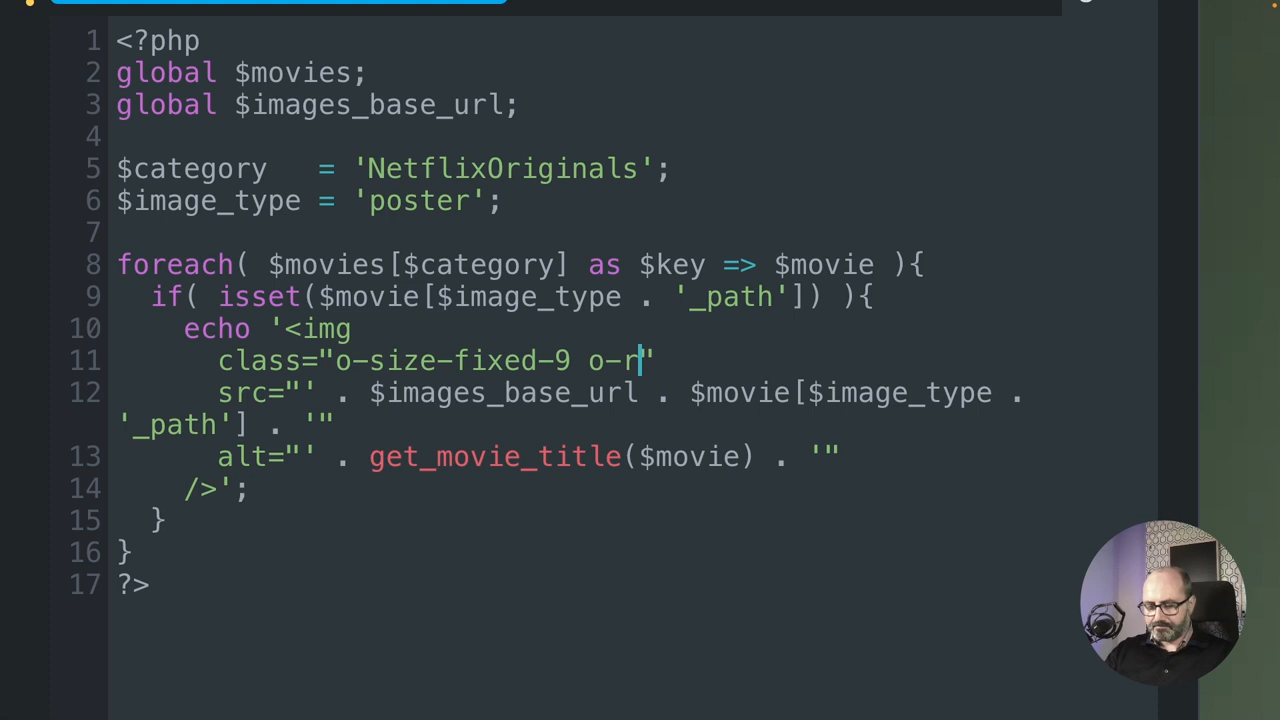 1 <?php
2 global $movies;
3 global $images_base_url;
4
5 $category   = 'NetflixOriginals';
6 $image_type = 'poster';
7
8 foreach( $movies[$category] as $key => $movie ){
9   if( isset($movie[$image_type . '_path']) ){
10     echo '<img
11       class="o-size-fixed-9 o-r"
12       src="' . $images_base_url . $movie[$image_type .
'_path'] . '"
13       alt="' . get_movie_title($movie) . '"
14     />';
15   }
16 }
17 ?>